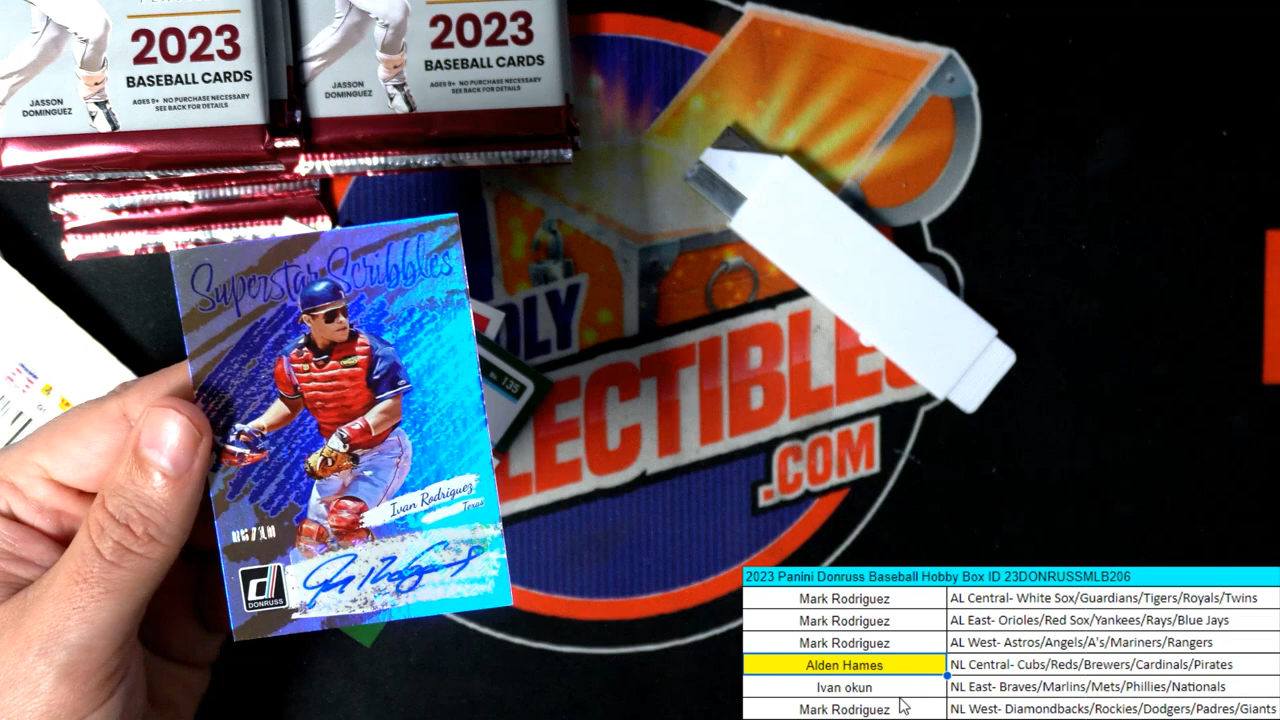 2023
BASEBALL CARDS
JASSON
DOMINGUEZ
AGES 9+ NO PURCHASE NECESSARY
SEE BACK FOR DETAILS
2023
BASEBALL CARDS
JASSON
DOMINGUEZ
AGES 9+ NO PURCHASE NECESSARY
SEE BACK FOR DETAILS
Superstar Scribbles
Ivan Rodriguez
Texas
d
DONRUSS
No. 135
OLY
LECTIBLES
.COM
2023 Panini Donruss Baseball Hobby Box ID 23DONRUSSMLB206
Mark Rodriguez AL Central- White Sox/Guardians/Tigers/Royals/Twins
Mark Rodriguez AL East- Orioles/Red Sox/Yankees/Rays/Blue Jays
Mark Rodriguez AL West- Astros/Angels/A's/Mariners/Rangers
Alden Hames NL Central- Cubs/Reds/Brewers/Cardinals/Pirates
Ivan okun NL East- Braves/Marlins/Mets/Phillies/Nationals
Mark Rodriguez NL West- Diamondbacks/Rockies/Dodgers/Padres/Giants